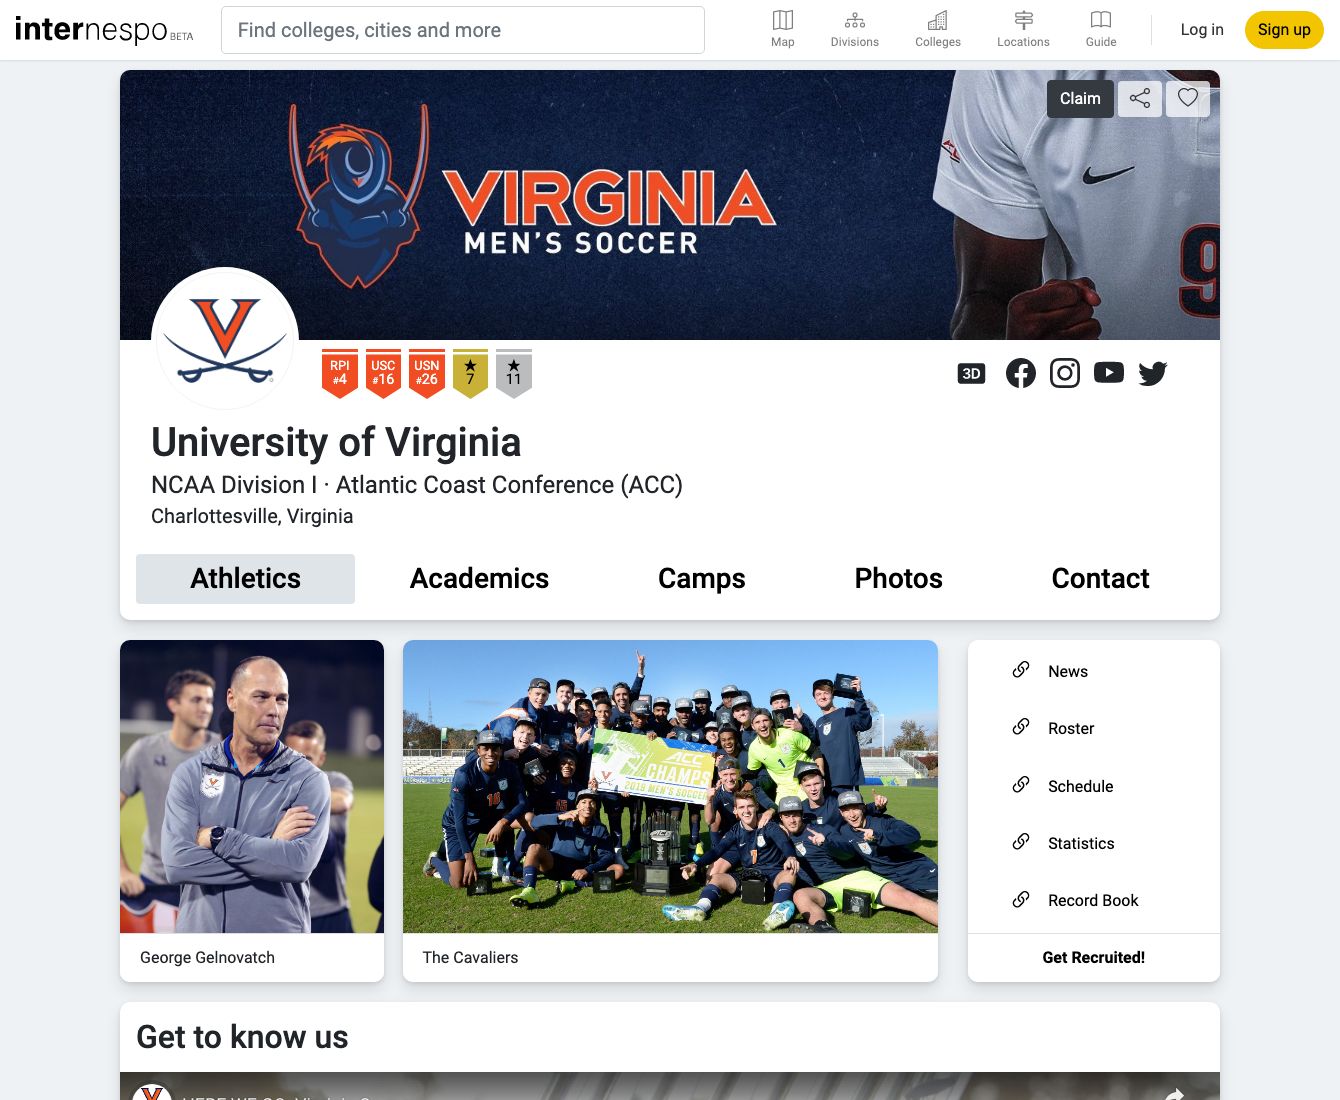 internespo BETA
Find colleges, cities and more
Map
Divisions
Colleges
Locations
Guide
Log in
Sign up
Claim
VIRGINIA
MEN'S SOCCER
9
V
RPI
#4
USC
#16
USN
#26
★
7
★
11
3D
University of Virginia
NCAA Division I · Atlantic Coast Conference (ACC)
Charlottesville, Virginia
Athletics
Academics
Camps
Photos
Contact
ACC
CHAMPS
2019 MEN'S SOCCER
News
Roster
Schedule
Statistics
Record Book
George Gelnovatch
The Cavaliers
Get Recruited!
Get to know us